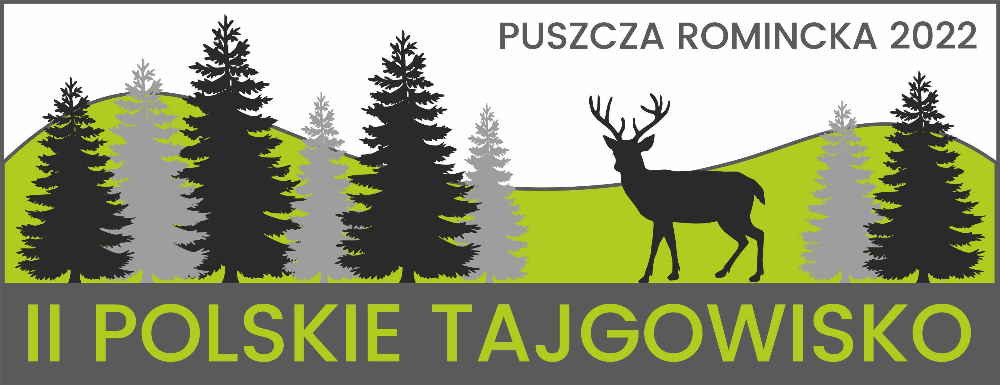 PUSZCZA ROMINCKA 2022
II POLSKIE TAJGOWISKO